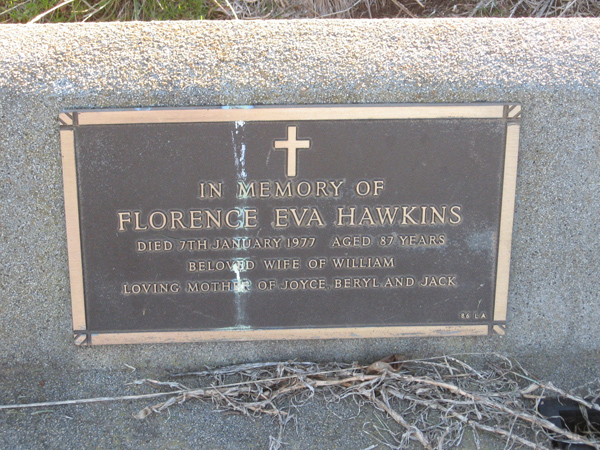 IN MEMORY OF
FLORENCE EVA HAWKINS
DIED 7TH JANUARY 1977 AGED 87 YEARS
BELOVED WIFE OF WILLIAM
LOVING MOTHER OF JOYCE BERYL AND JACK
86 L A